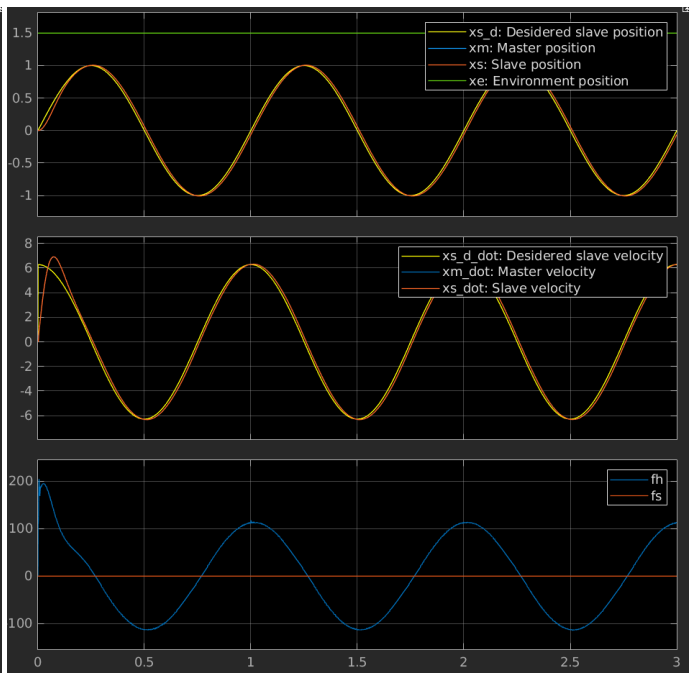 1.5
1
0.5
0
-0.5
-1
xs_d: Desidered slave position
xm: Master position
xs: Slave position
xe: Environment position
8
6
4
2
0
-2
-4
-6
xs_d_dot: Desidered slave velocity
xm_dot: Master velocity
xs_dot: Slave velocity
200
100
0
100
fh
fs
0 0.5 1 1.5 2 2.5 3